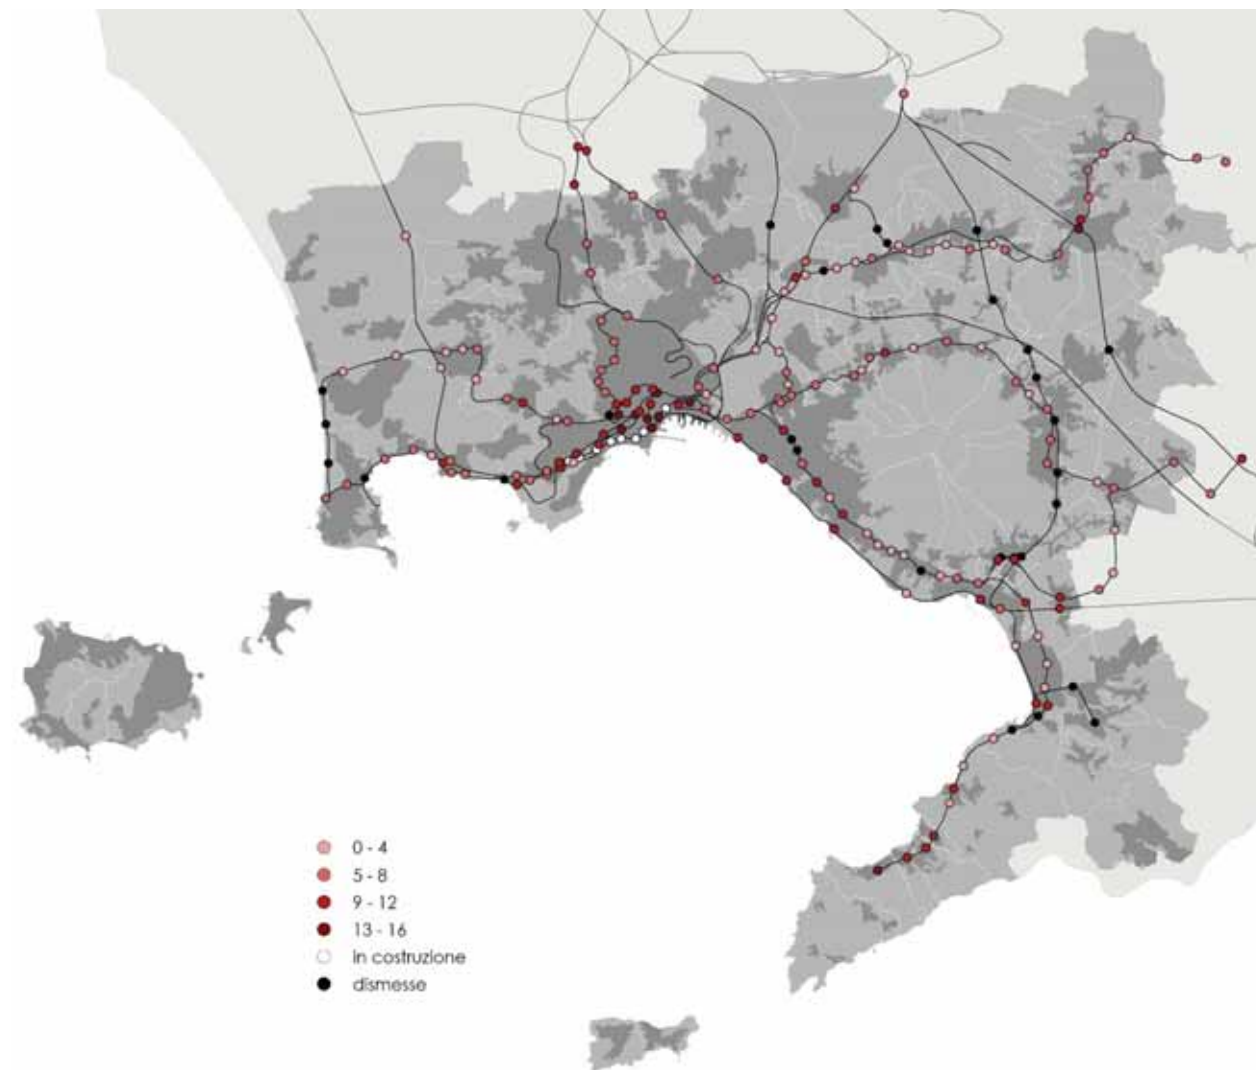 0 - 4
5 - 8
9 - 12
13 - 16
in costruzione
dismesse